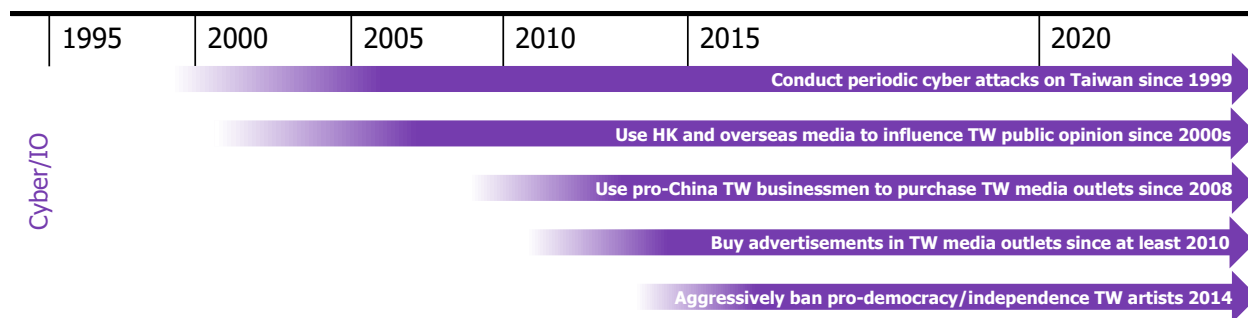 1995 2000 2005 2010 2015 2020
Conduct periodic cyber attacks on Taiwan since 1999
Cyber/IO
Use HK and overseas media to influence TW public opinion since 2000s
Use pro-China TW businessmen to purchase TW media outlets since 2008
Buy advertisements in TW media outlets since at least 2010
Aggressively ban pro-democracy/independence TW artists 2014